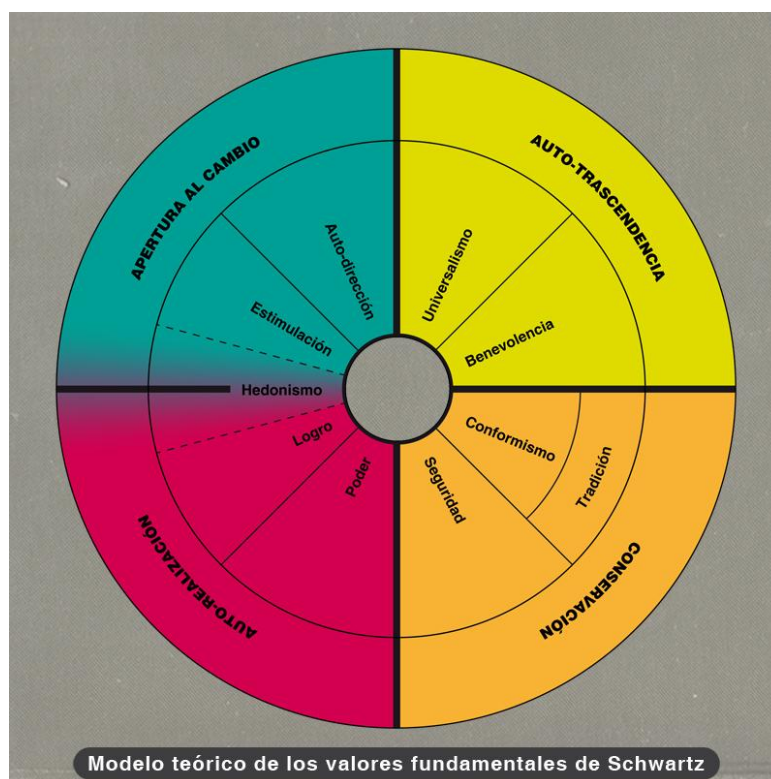 APERTURA AL CAMBIO
AUTO-TRASCENDENCIA
Auto-dirección
Universalismo
Estimulación
Benevolencia
Hedonismo
Logro
Conformismo
Poder
Seguridad
Tradición
AUTO-REALIZACIÓN
CONSERVACIÓN
Modelo teórico de los valores fundamentales de Schwartz